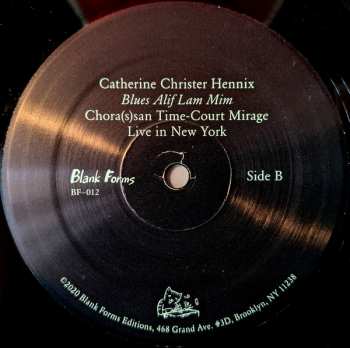 Catherine Christer Hennix
Blues Alif Lam Mim
Chora(s)san Time-Court Mirage
Live in New York
Blank Forms
BF–012
Side B
©2020 Blank Forms Editions, 468 Grand Ave. #3D, Brooklyn, NY 11238